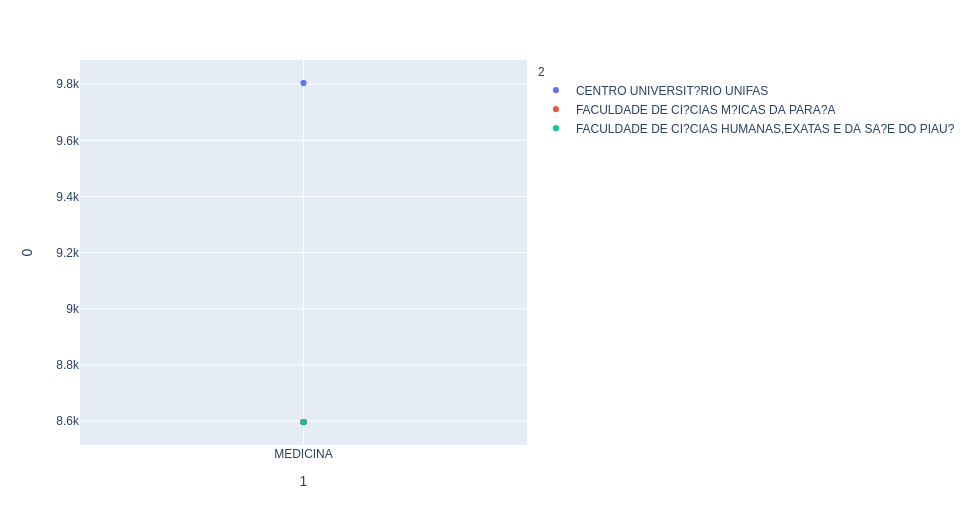 9.8k
9.6k
9.4k
9.2k
9k
8.8k
8.6k
0
MEDICINA
1
2
CENTRO UNIVERSIT?RIO UNIFAS
FACULDADE DE CI?CIAS M?ICAS DA PARA?A
FACULDADE DE CI?CIAS HUMANAS,EXATAS E DA SA?E DO PIAU?